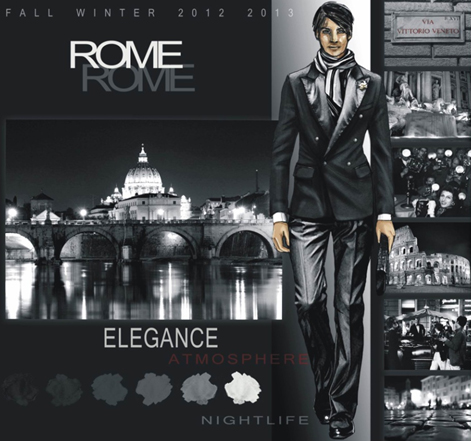 FALL WINTER 2012 2013
ROME
ROME
VIA
VITTORIO VENETO
ELEGANCE
ATMOSPHERE
NIGHTLIFE